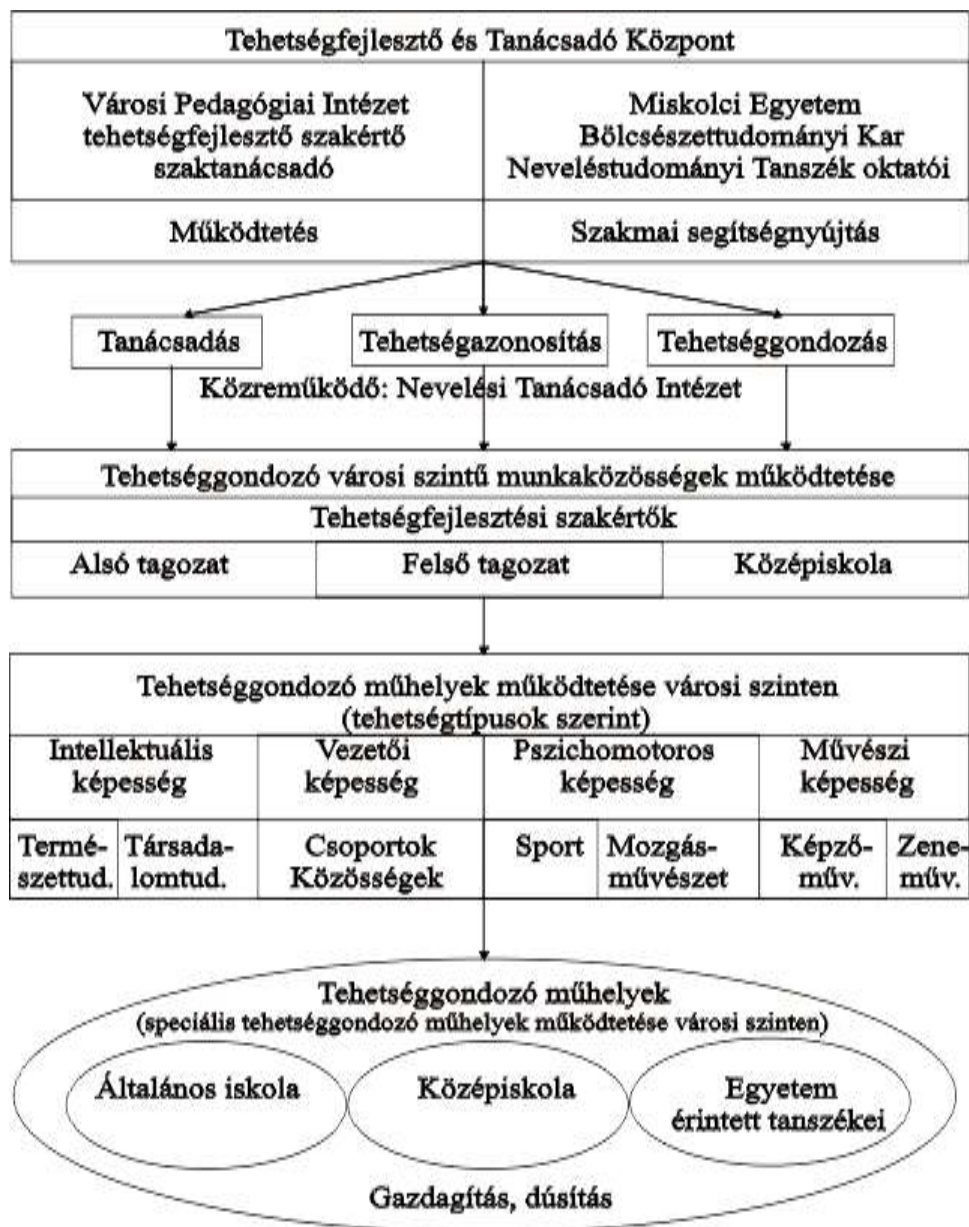 Tehetségfejlesztő és Tanácsadó Központ
Városi Pedagógiai Intézet
tehetségfejlesztő szakértő
szaktanácsadó
Miskolci Egyetem
Bölcsészettudományi Kar
Neveléstudományi Tanszék oktatói
Működtetés
Szakmai segítségnyújtás
Tanácsadás
Tehetségazonosítás
Tehetséggondozás
Közreműködő: Nevelési Tanácsadó Intézet
Tehetséggondozó városi szintű munkaközösségek működtetése
Tehetségfejlesztési szakértők
Alsó tagozat
Felső tagozat
Középiskola
Tehetséggondozó műhelyek működtetése városi szinten
(tehetségtípusok szerint)
Intellektuális
képesség
Vezetői
képesség
Pszichomotoros
képesség
Művészi
képesség
Termé-
szettud.
Társada-
lomtud.
Csoportok
Közösségek
Sport
Mozgás-
művészet
Képző-
műv.
Zene-
műv.
Tehetséggondozó műhelyek
(speciális tehetséggondozó műhelyek működtetése városi szinten)
Általános iskola
Középiskola
Egyetem
érintett tanszékei
Gazdagítás, dúsítás